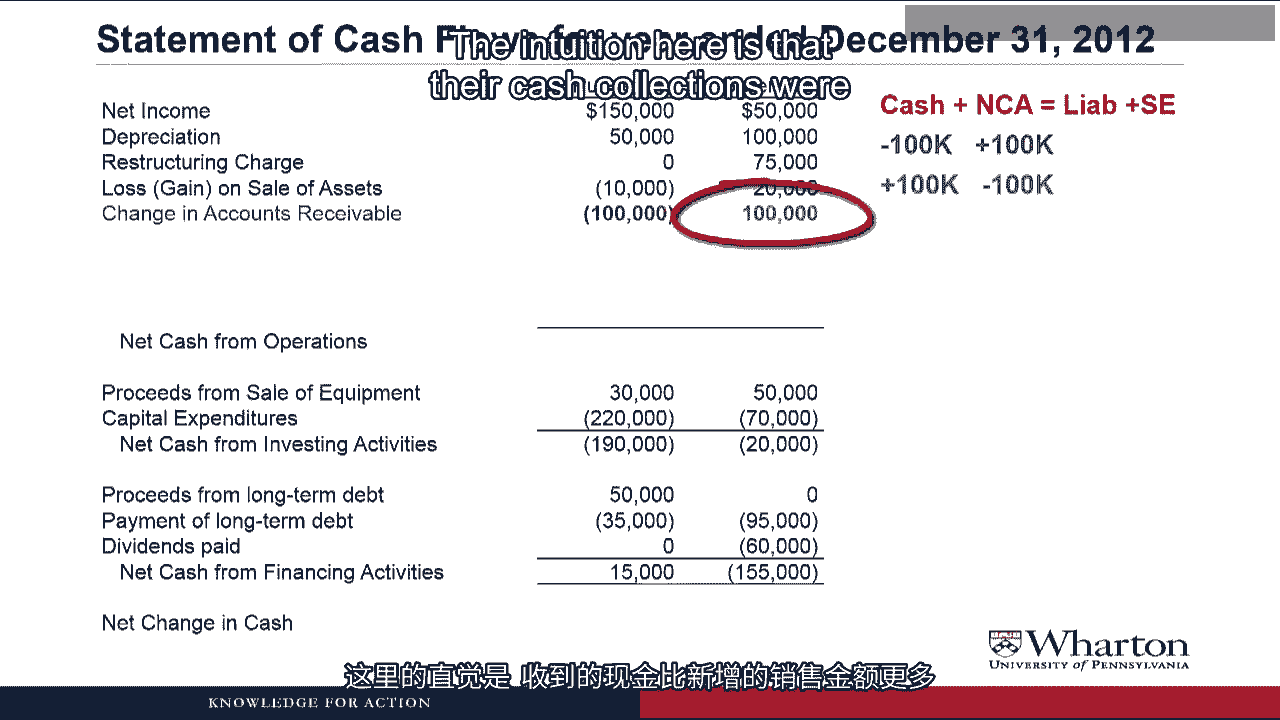 Statement of Cash Flows for year ended December 31, 2012
The intuition here is that
their cash collections were
Net Income $150,000 $50,000
Depreciation 50,000 100,000
Restructuring Charge 0 75,000
Loss (Gain) on Sale of Assets (10,000) 20,000
Change in Accounts Receivable (100,000) 100,000
Cash + NCA = Liab +SE
-100K +100K
+100K -100K
Net Cash from Operations
Proceeds from Sale of Equipment 30,000 50,000
Capital Expenditures (220,000) (70,000)
Net Cash from Investing Activities (190,000) (20,000)
Proceeds from long-term debt 50,000 0
Payment of long-term debt (35,000) (95,000)
Dividends paid 0 (60,000)
Net Cash from Financing Activities 15,000 (155,000)
Net Change in Cash
Wharton
UNIVERSITY of PENNSYLVANIA
这里的直觉是 收到的现金比新增的销售金额更多
KNOWLEDGE FOR ACTION